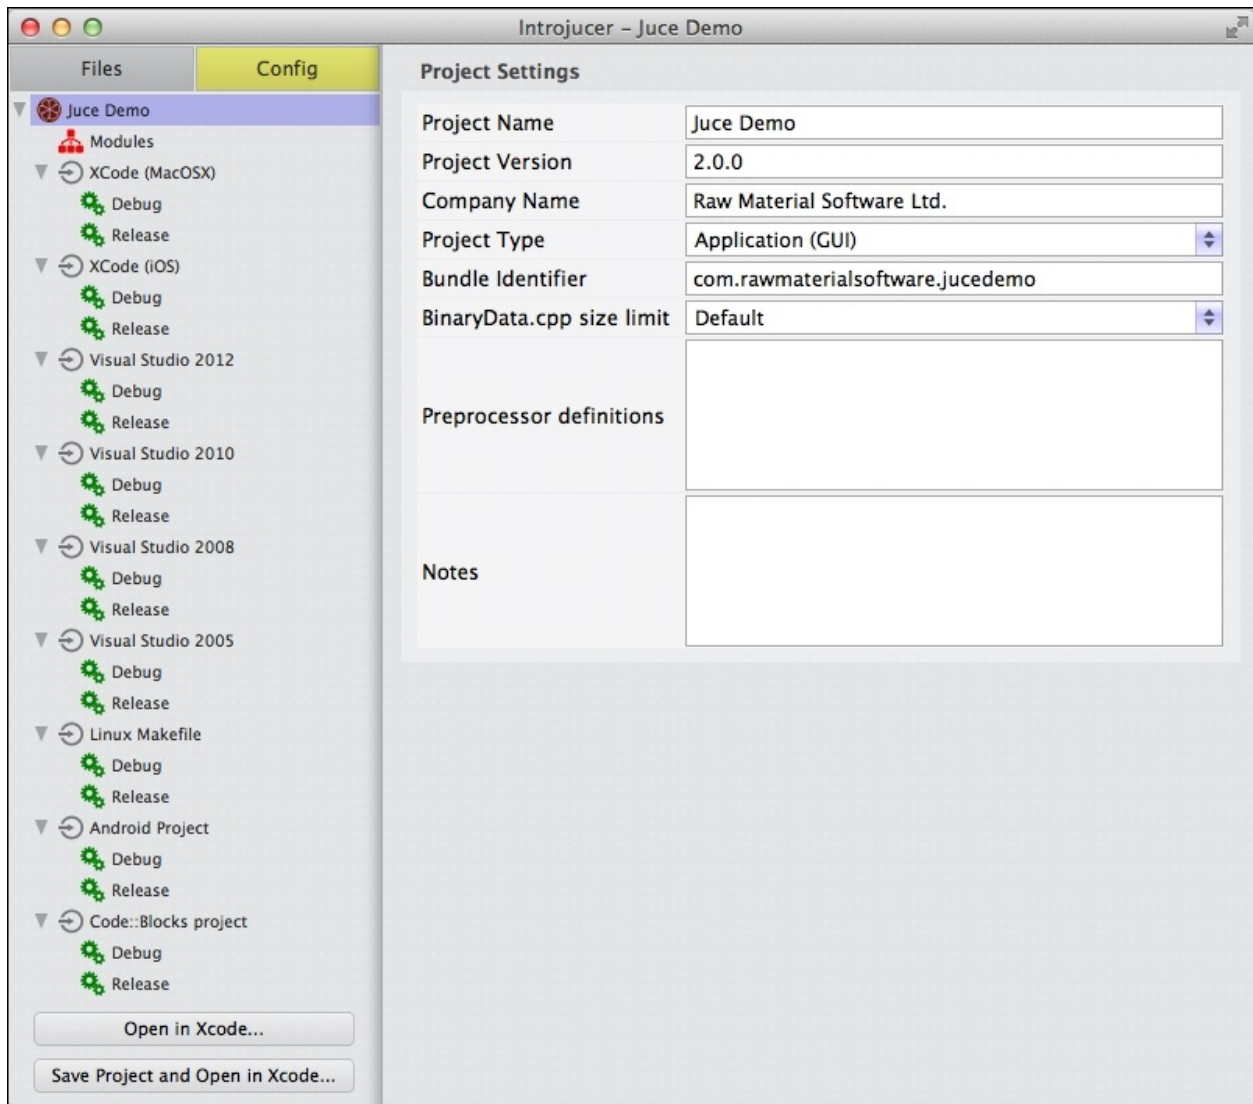 Introjucer – Juce Demo
Files
Config
Juce Demo
Modules
XCode (MacOSX)
Debug
Release
XCode (iOS)
Debug
Release
Visual Studio 2012
Debug
Release
Visual Studio 2010
Debug
Release
Visual Studio 2008
Debug
Release
Visual Studio 2005
Debug
Release
Linux Makefile
Debug
Release
Android Project
Debug
Release
Code::Blocks project
Debug
Release
Open in Xcode...
Save Project and Open in Xcode...
Project Settings
Project Name Juce Demo
Project Version 2.0.0
Company Name Raw Material Software Ltd.
Project Type Application (GUI)
Bundle Identifier com.rawmaterialsoftware.jucedemo
BinaryData.cpp size limit Default
Preprocessor definitions
Notes